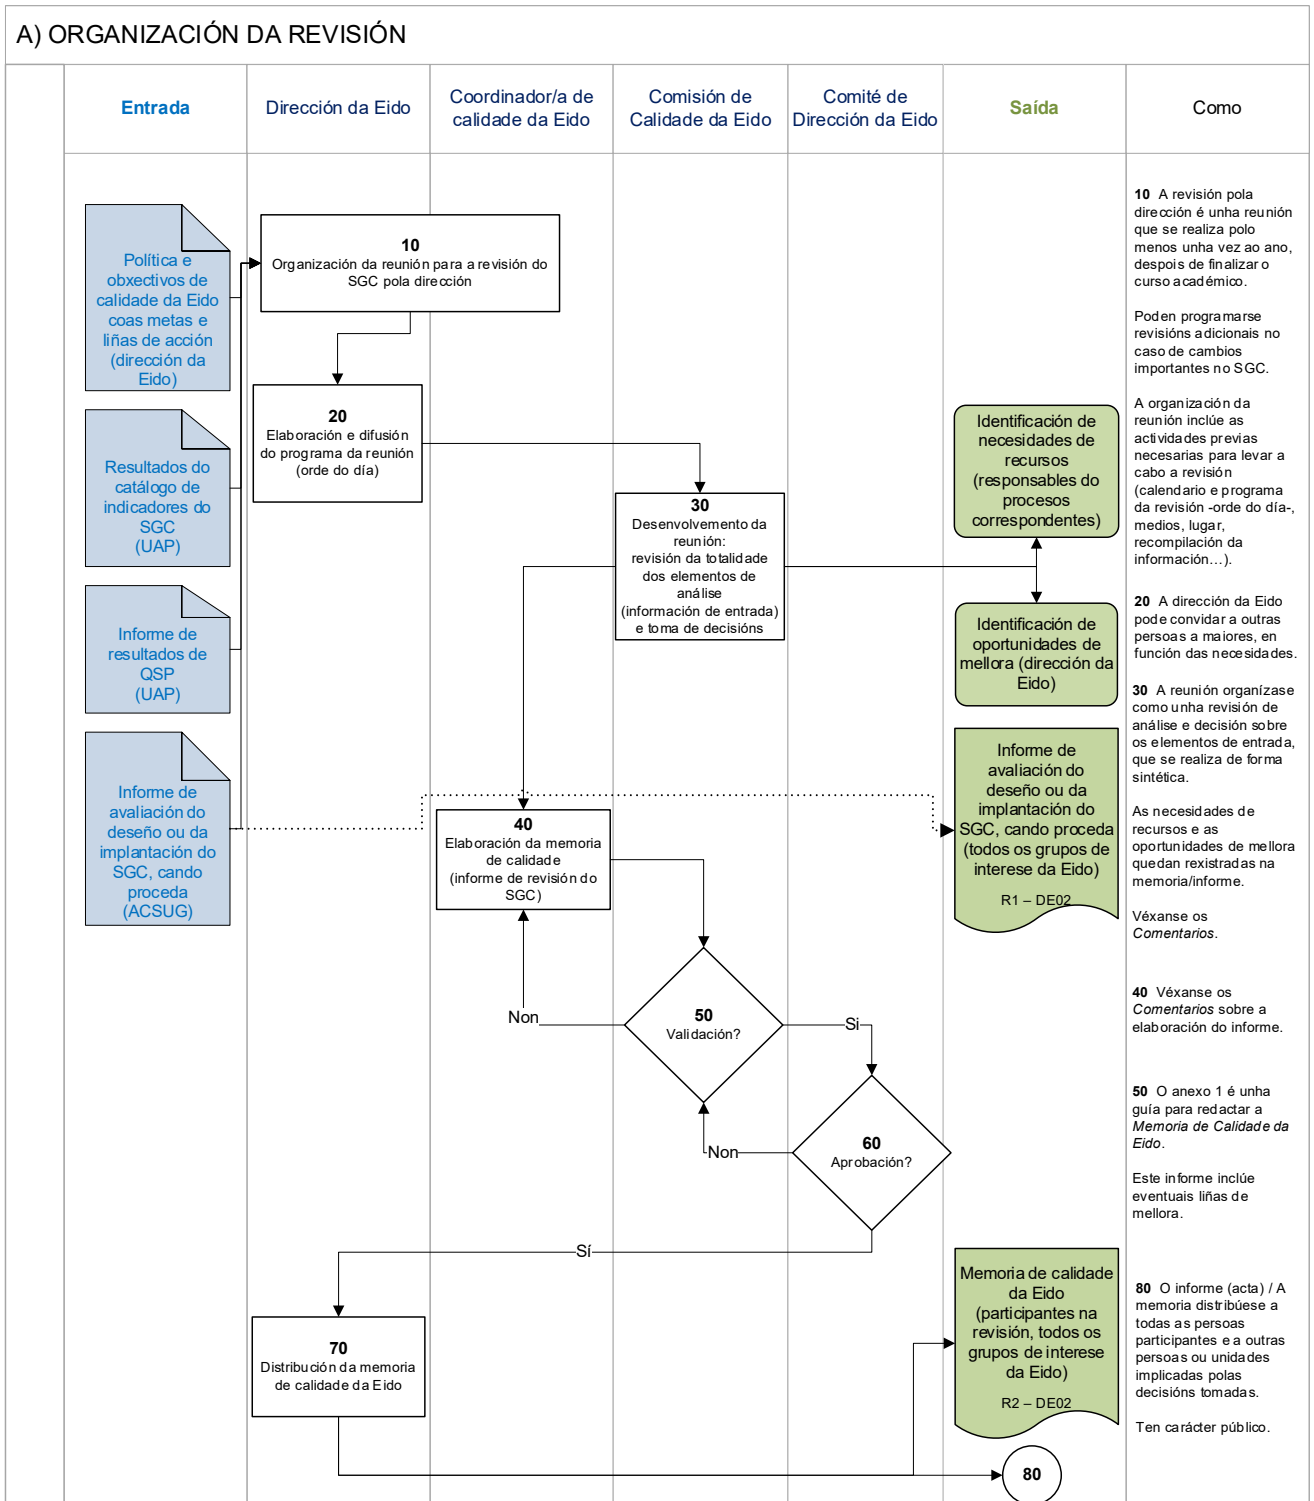 A) ORGANIZACIÓN DA REVISIÓN
Entrada
Dirección da Eido
Coordinador/a de
calidade da Eido
Comisión de
Calidade da Eido
Comité de
Dirección da Eido
Saída
Como
Política e
obxectivos de
calidade da Eido
coas metas e
liñas de acción
(dirección da
Eido)
Resultados do
catálogo de
indicadores do
SGC
(UAP)
Informe de
resultados de
QSP
(UAP)
Informe de
avaliación do
deseño ou da
implantación do
SGC, cando
proceda
(ACSUG)
10
Organización da reunión para a revisión do
SGC pola dirección
20
Elaboración e difusión
do programa da reunión
(orde do día)
30
Desenvolvemento da
reunión:
revisión da totalidade
dos elementos de
análise
(información de entrada)
e toma de decisións
40
Elaboración da memoria
de calidade
(informe de revisión do
SGC)
50
Validación?
Non
Si
60
Aprobación?
Non
Sí
70
Distribución da memoria
de calidade da Eido
Identificación de
necesidades de
recursos
(responsables do
procesos
correspondentes)
Identificación de
oportunidades de
mellora (dirección da
Eido)
Informe de
avaliación do
deseño ou da
implantación do
SGC, cando proceda
(todos os grupos de
interese da Eido)
R1 – DE02
Memoria de calidade
da Eido
(participantes na
revisión, todos os
grupos de interese
da Eido)
R2 – DE02
80
10 A revisión pola
dirección é unha reunión
que se realiza polo
menos unha vez ao ano,
despois de finalizar o
curso académico.
Poden programarse
revisións adicionais no
caso de cambios
importantes no SGC.
A organización da
reunión inclúe as
actividades previas
necesarias para levar a
cabo a revisión
(calendario e programa
da revisión -orde do día-,
medios, lugar,
recompilación da
información...).
20 A dirección da Eido
pode convidar a outras
persoas a maiores, en
función das necesidades.
30 A reunión organízase
como unha revisión de
análise e decisión sobre
os elementos de entrada,
que se realiza de forma
sintética.
As necesidades de
recursos e as
oportunidades de mellora
quedan rexistradas na
memoria/informe.
Véxanse os
Comentarios.
40 Véxanse os
Comentarios sobre a
elaboración do informe.
50 O anexo 1 é unha
guía para redactar a
Memoria de Calidade da
Eido.
Este informe inclúe
eventuais liñas de
mellora.
80 O informe (acta) / A
memoria distribúese a
todas as persoas
participantes e a outras
persoas ou unidades
implicadas polas
decisións tomadas.
Ten carácter público.